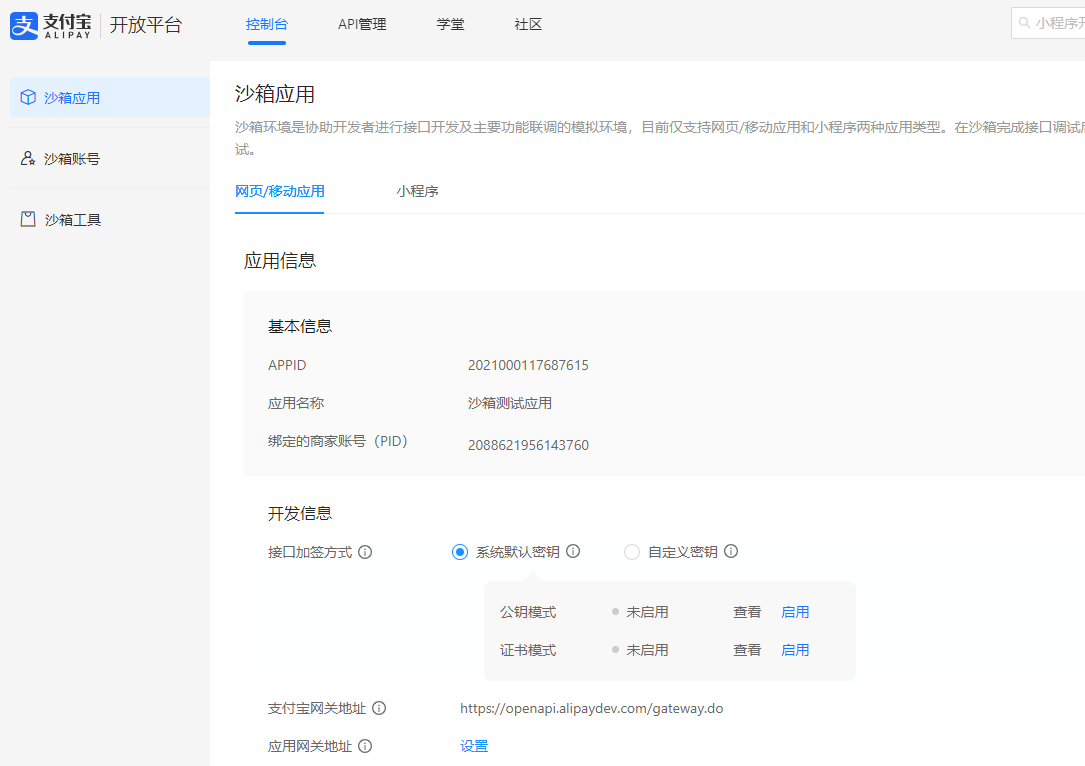 支付宝 ALIPAY 开放平台 控制台 API管理 学堂 社区 小程序开
沙箱应用
沙箱账号
沙箱工具
沙箱应用
沙箱环境是协助开发者进行接口开发及主要功能联调的模拟环境，目前仅支持网页/移动应用和小程序两种应用类型。在沙箱完成接口调试后
试。
网页/移动应用 小程序
应用信息
基本信息
APPID 2021000117687615
应用名称 沙箱测试应用
绑定的商家账号（PID） 2088621956143760
开发信息
接口加签方式 系统默认密钥 自定义密钥
公钥模式 未启用 查看 启用
证书模式 未启用 查看 启用
支付宝网关地址 https://openapi.alipaydev.com/gateway.do
应用网关地址 设置